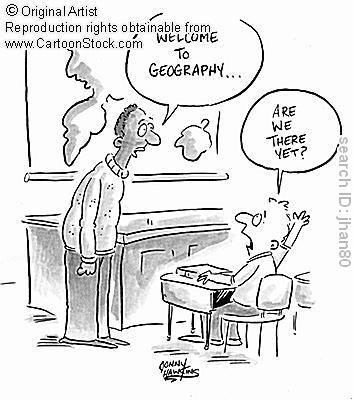 © Original Artist
Reproduction rights obtainable from
www.CartoonStock.com
WELCOME
TO
GEOGRAPHY...
ARE
WE
THERE
YET?
search ID: jhan80
JONNY
HAWKINS